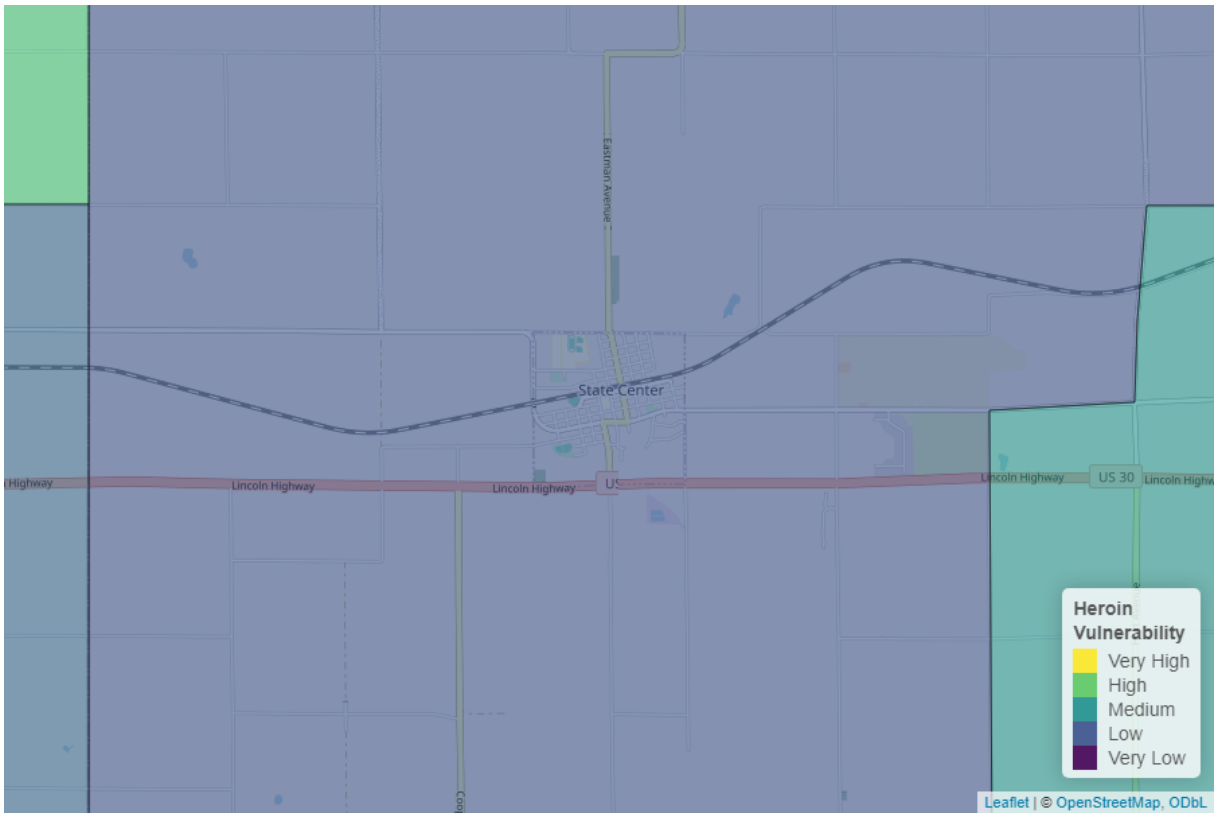 Eastman Avenue
State Center
Highway
Lincoln Highway
Lincoln Highway
US
Lincoln Highway
US 30
Lincoln Highw
Coop
Heroin
Vulnerability
Very High
High
Medium
Low
Very Low
Leaflet | © OpenStreetMap, ODbL